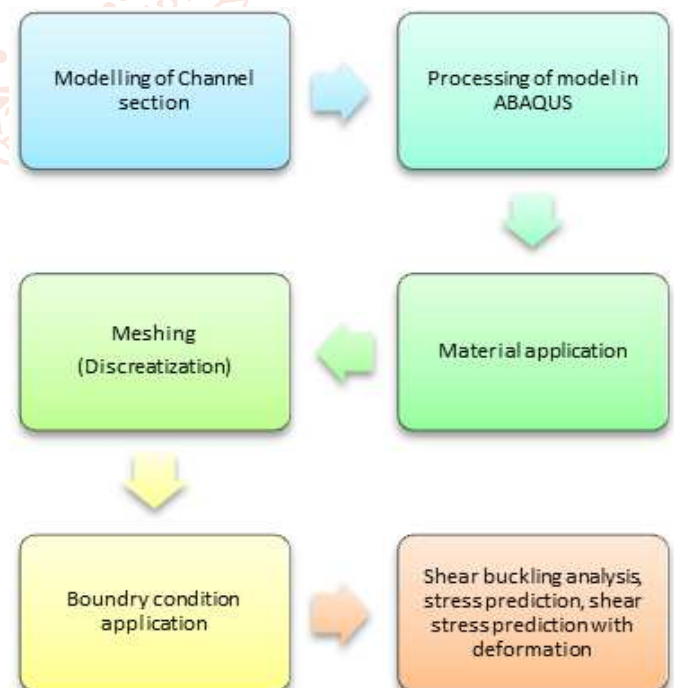 Modelling of Channel
section
Processing of model in
ABAQUS
Material application
Meshing
(Discreatization)
Boundry condition
application
Shear buckling analysis,
stress prediction, shear
stress prediction with
deformation